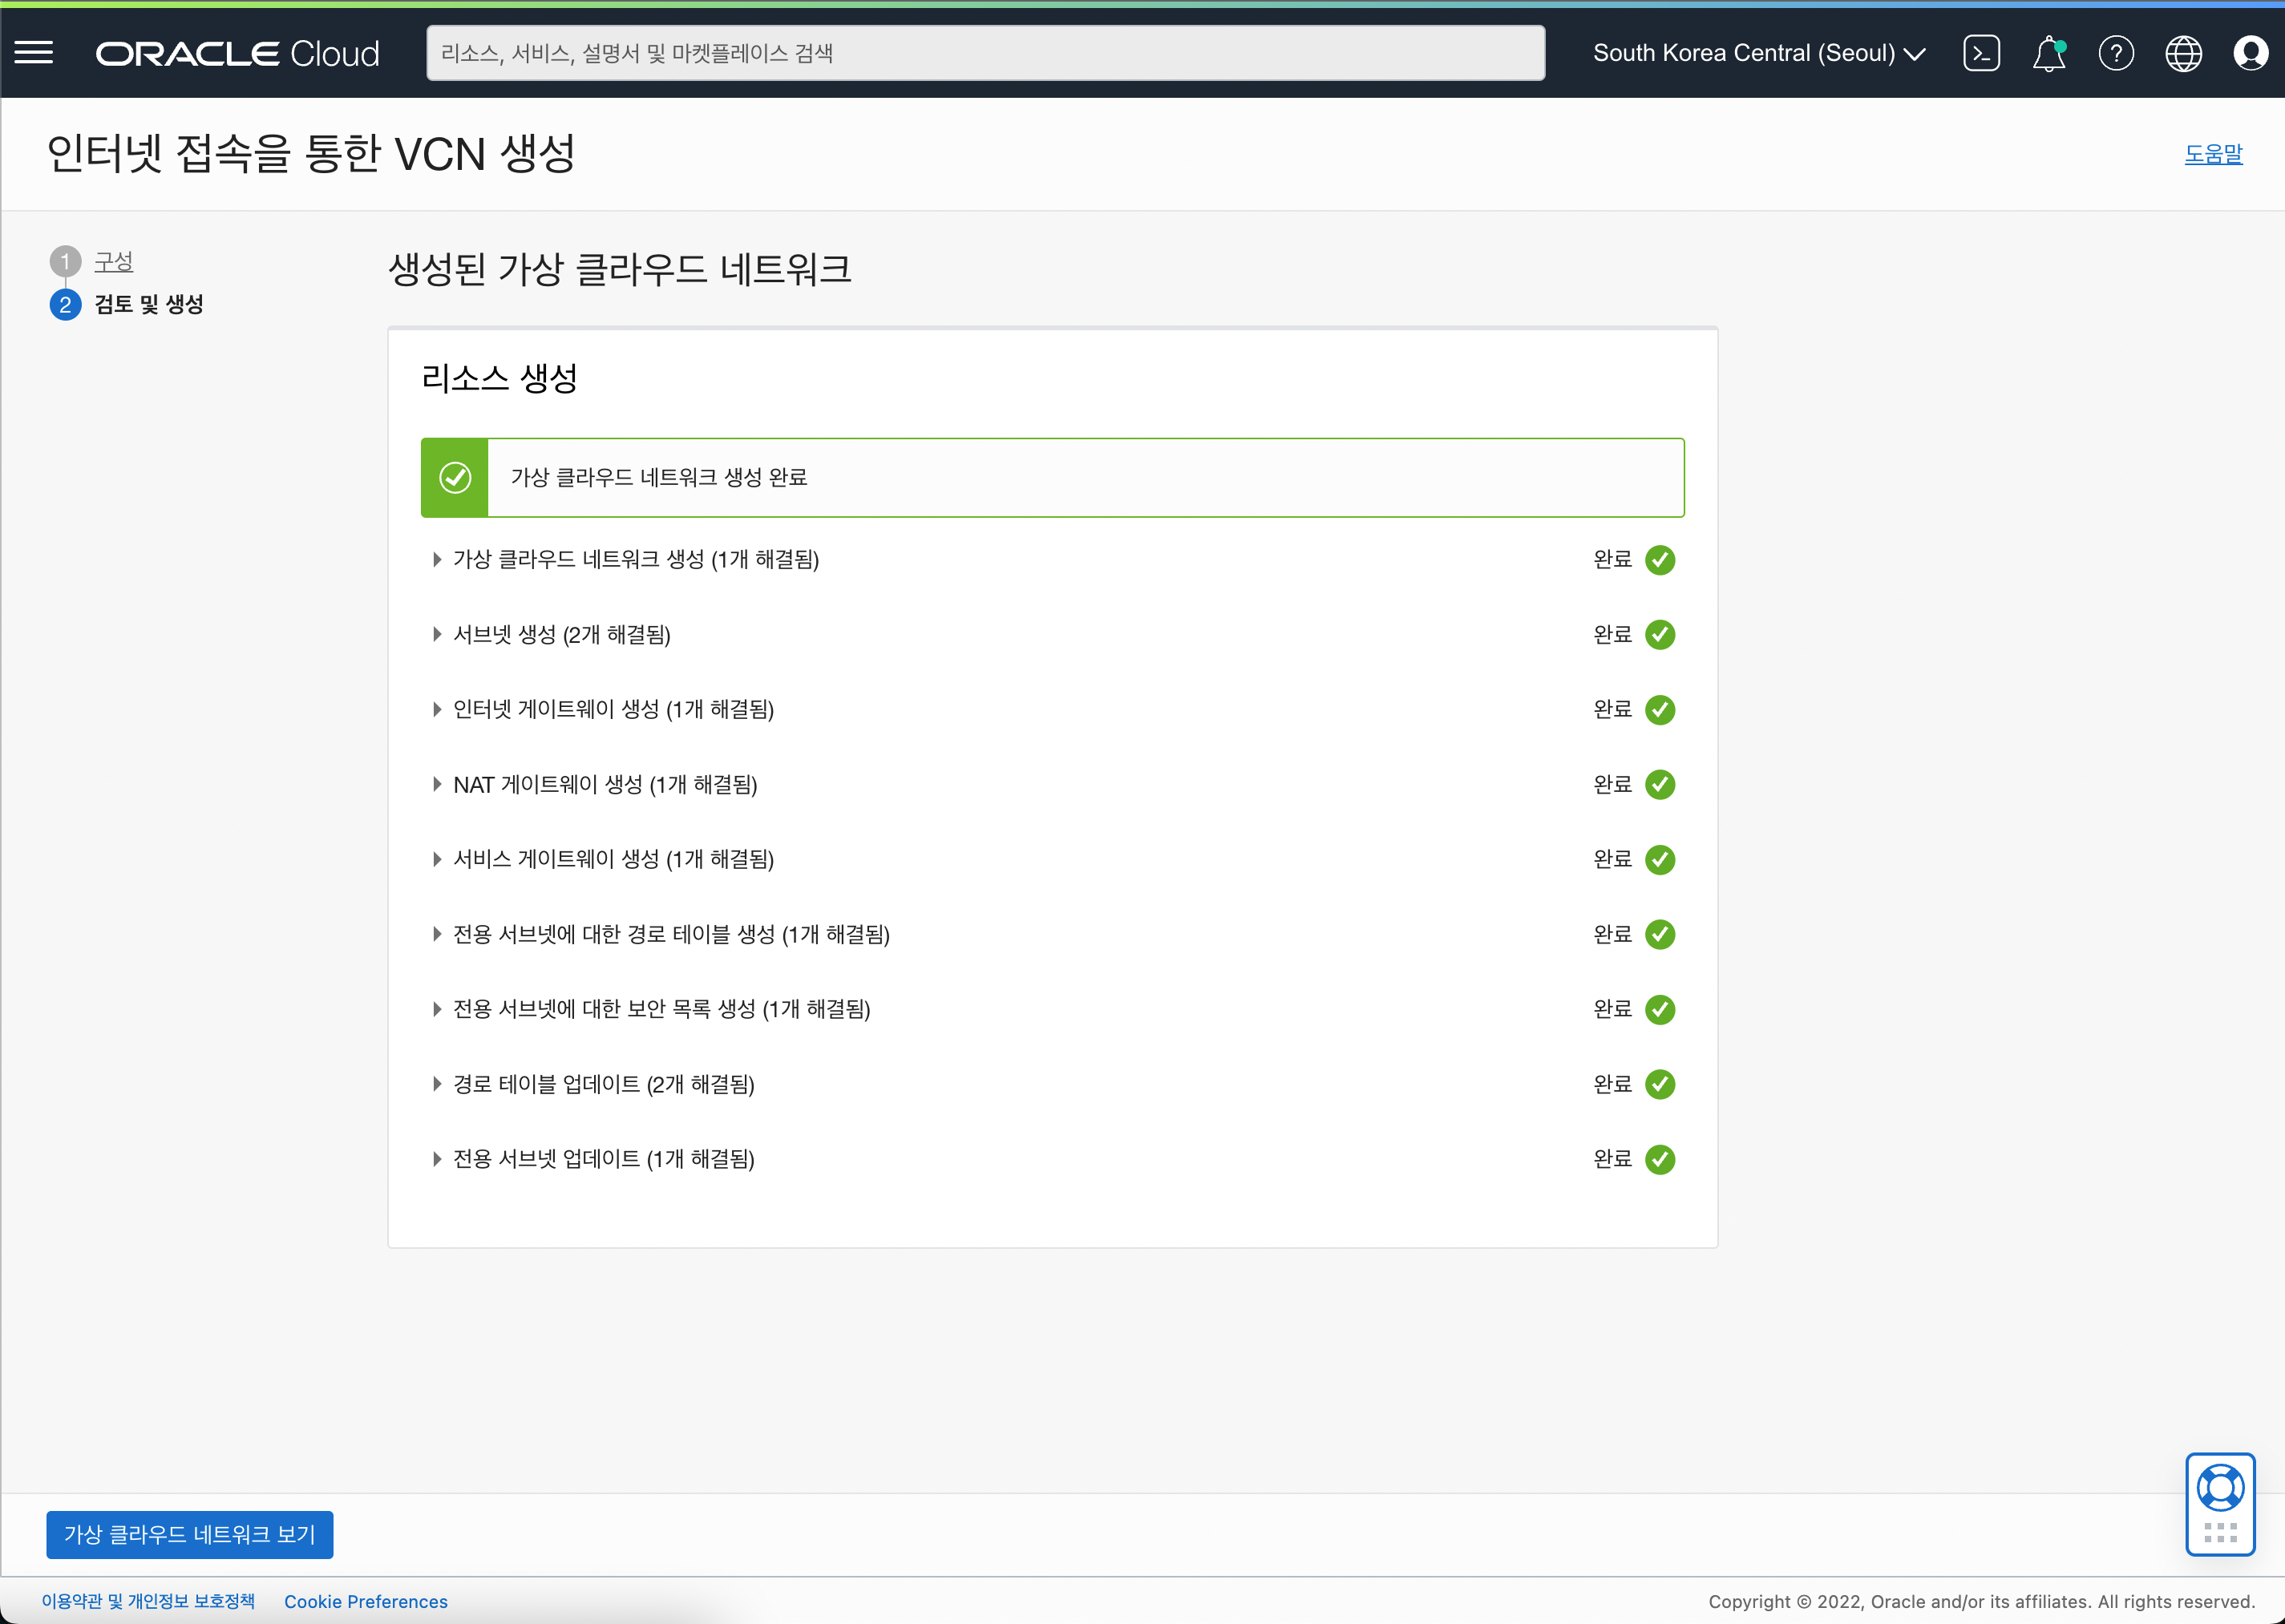 ORACLE Cloud
리소스, 서비스, 설명서 및 마켓플레이스 검색
South Korea Central (Seoul)
인터넷 접속을 통한 VCN 생성
도움말
1 구성
2 검토 및 생성
생성된 가상 클라우드 네트워크
리소스 생성
가상 클라우드 네트워크 생성 완료
가상 클라우드 네트워크 생성 (1개 해결됨) 완료
서브넷 생성 (2개 해결됨) 완료
인터넷 게이트웨이 생성 (1개 해결됨) 완료
NAT 게이트웨이 생성 (1개 해결됨) 완료
서비스 게이트웨이 생성 (1개 해결됨) 완료
전용 서브넷에 대한 경로 테이블 생성 (1개 해결됨) 완료
전용 서브넷에 대한 보안 목록 생성 (1개 해결됨) 완료
경로 테이블 업데이트 (2개 해결됨) 완료
전용 서브넷 업데이트 (1개 해결됨) 완료
가상 클라우드 네트워크 보기
이용약관 및 개인정보 보호정책 Cookie Preferences
Copyright © 2022, Oracle and/or its affiliates. All rights reserved.